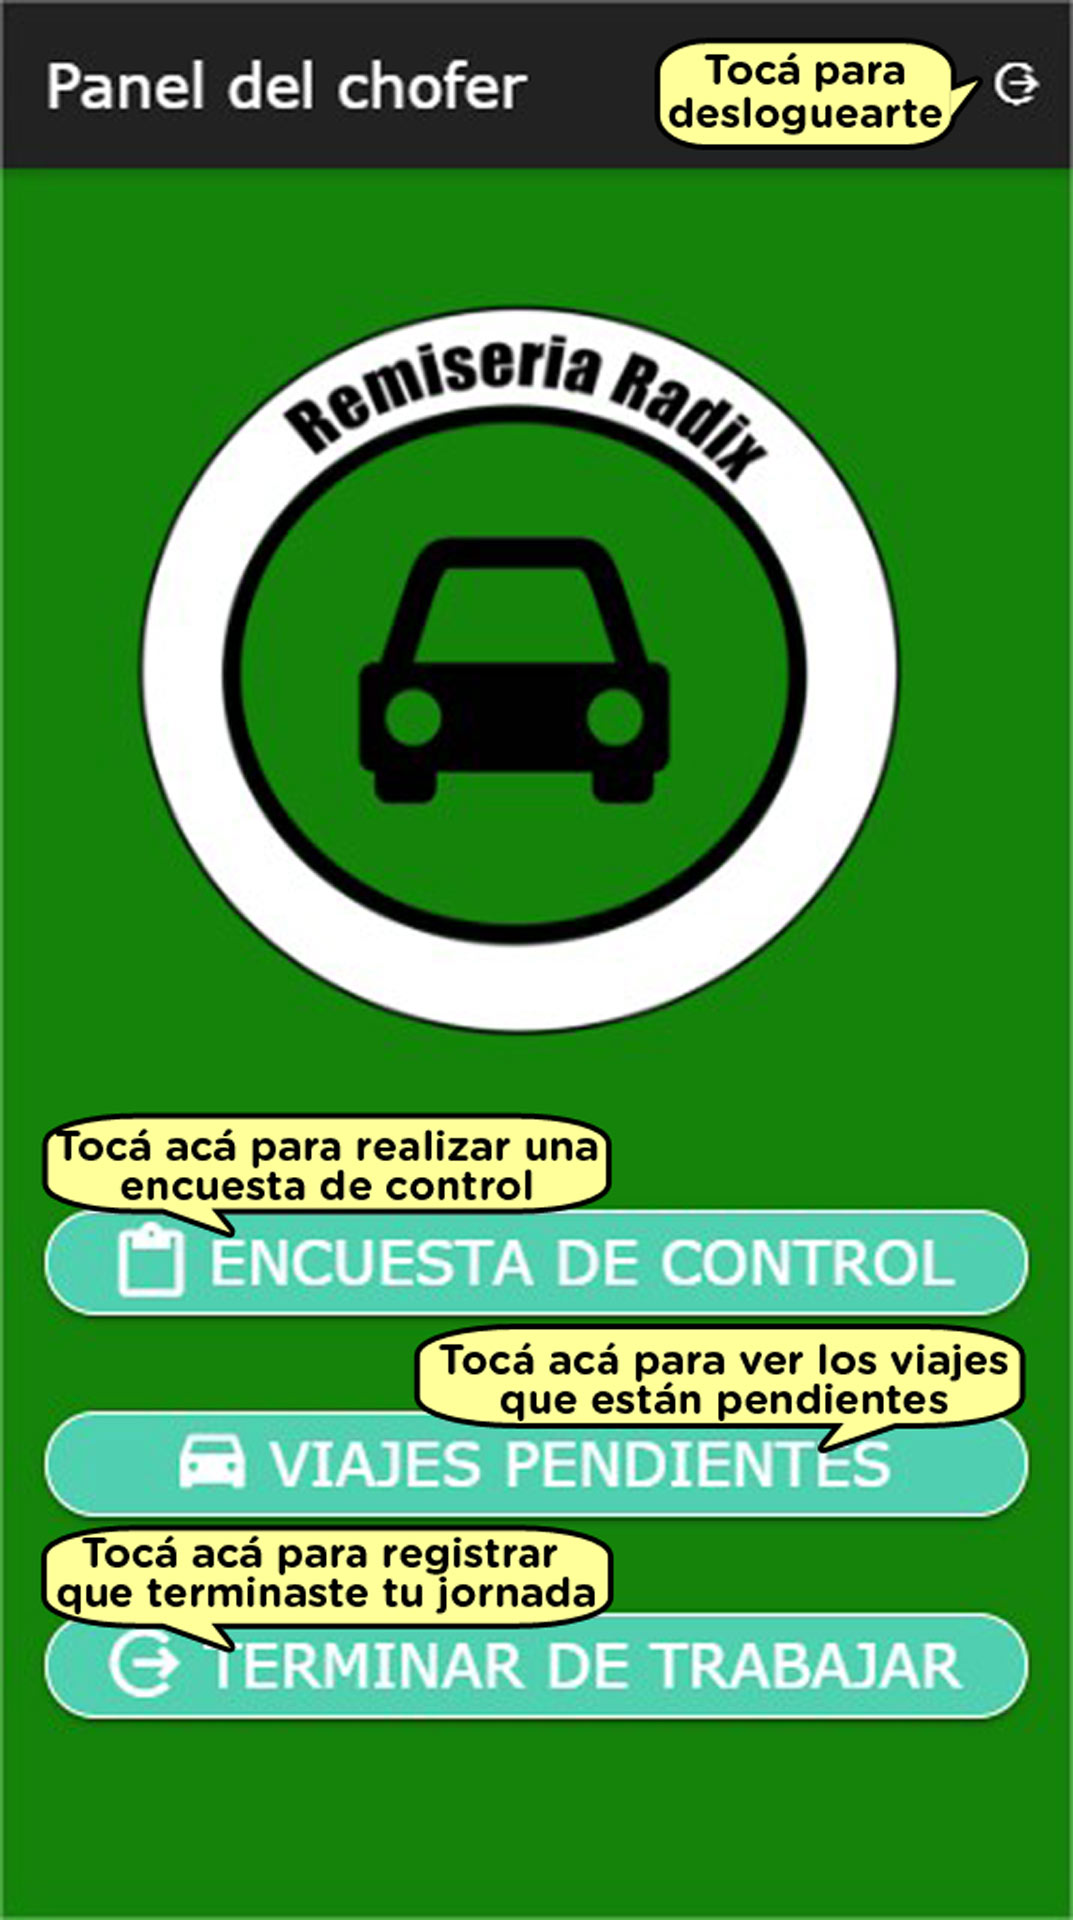 Panel del chofer
Tocá para
desloguearte
Remiseria Radix
Tocá acá para realizar una
encuesta de control
ENCUESTA DE CONTROL
Tocá acá para ver los viajes
que están pendientes
VIAJES PENDIENTES
Tocá acá para registrar
que terminaste tu jornada
TERMINAR DE TRABAJAR